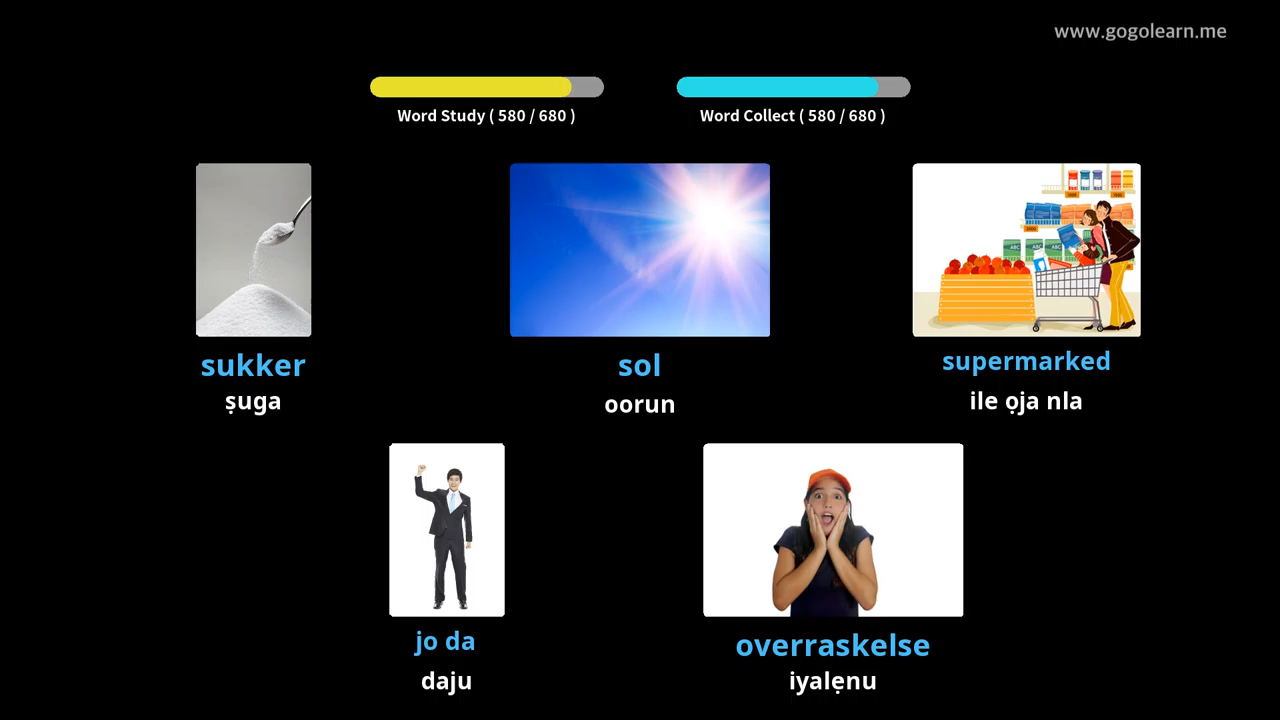 www.gogolearn.me
Word Study ( 580 / 680 )
Word Collect ( 580 / 680 )
sukker
ṣuga
sol
oorun
supermarked
ile ọja nla
jo da
daju
overraskelse
iyalẹnu